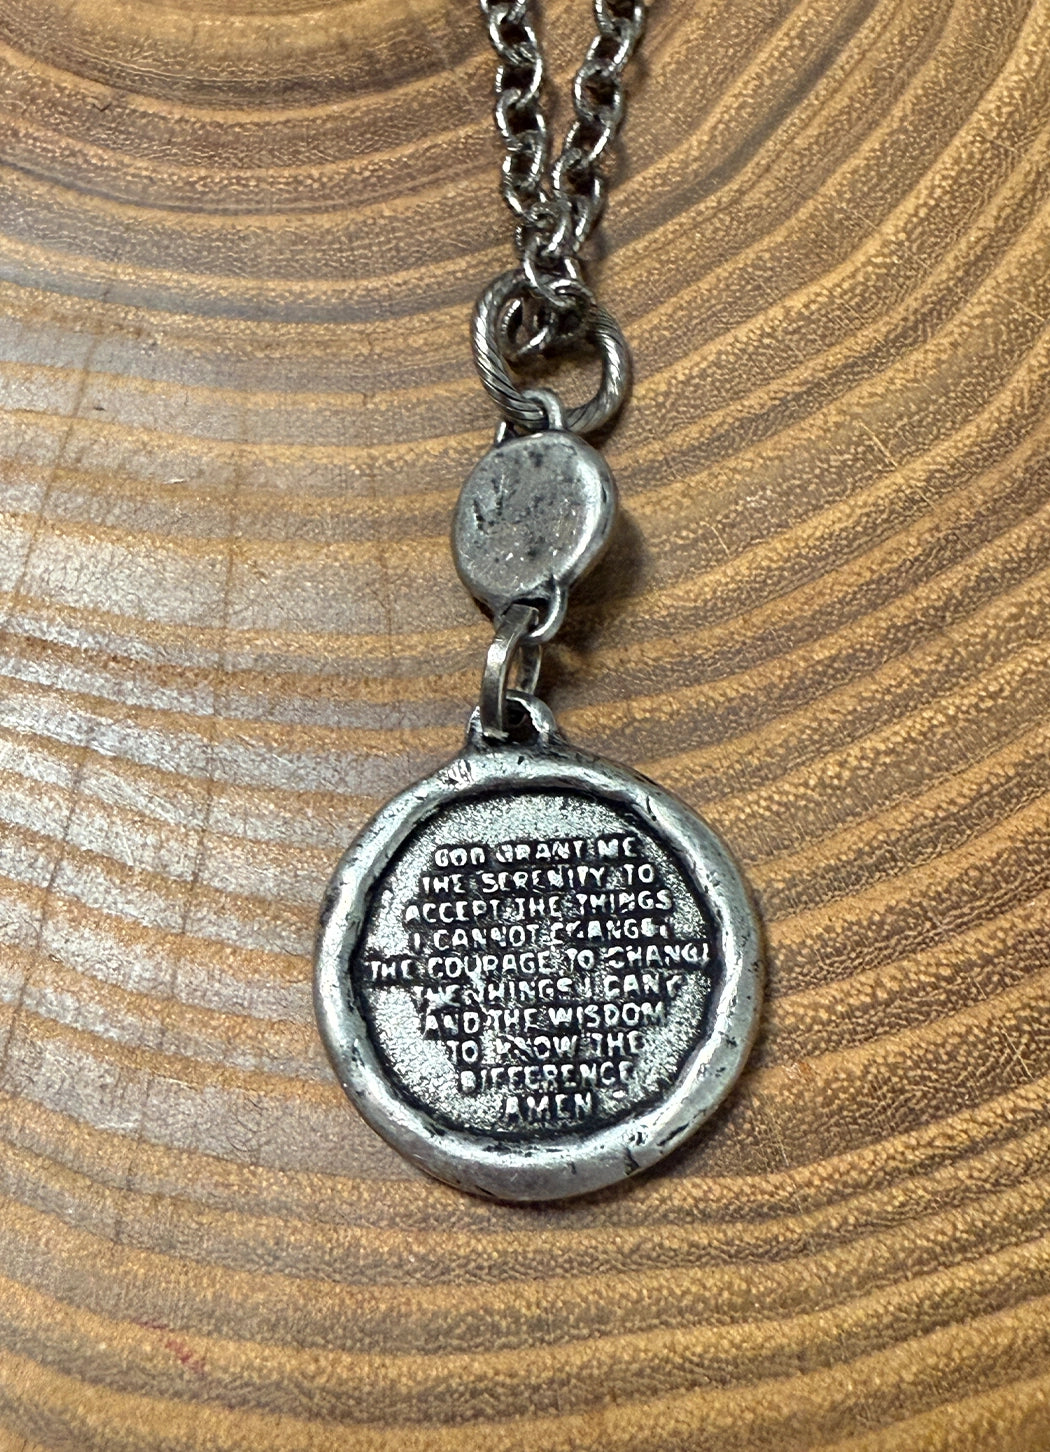 GOD GRANT ME
THE SERENITY TO
ACCEPT THE THINGS
I CANNOT CHANGE,
THE COURAGE TO CHANGE
THE THINGS I CAN,
AND THE WISDOM
TO KNOW THE
DIFFERENCE
AMEN